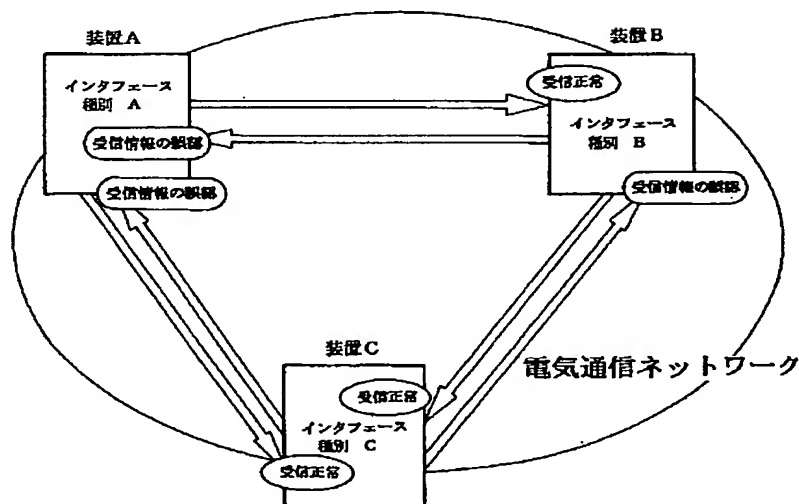 装置A
装置B
インタフェース
種別 A
受信正常
インタフェース
種別 B
受信情報の誤認
受信情報の誤認
受信情報の誤認
装置C
電気通信ネットワーク
受信正常
インタフェース
種別 C
受信正常